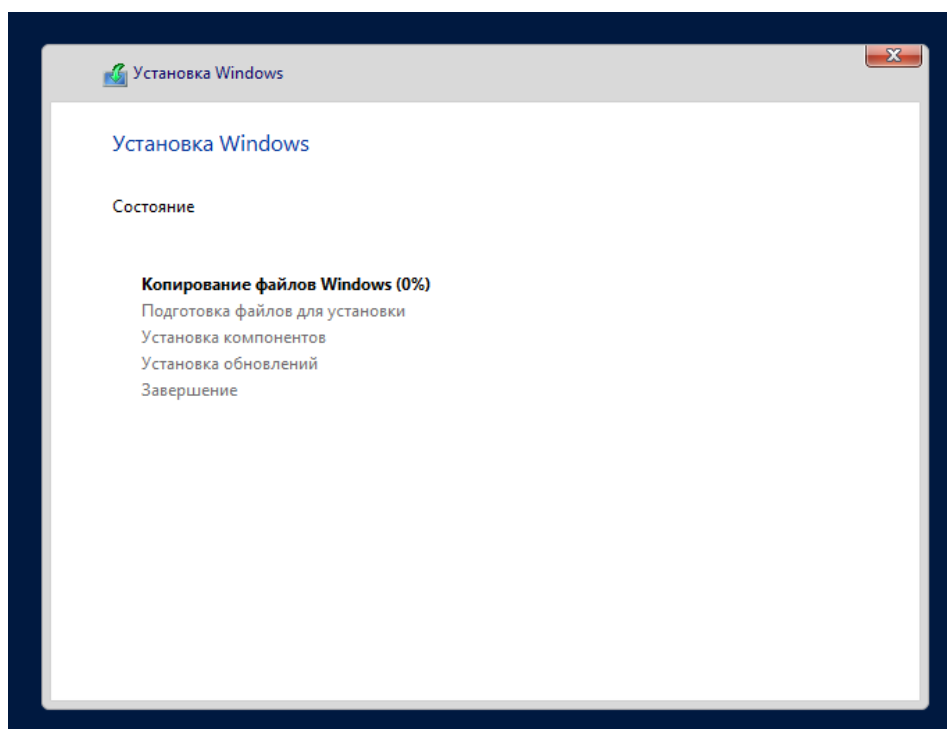 Установка Windows
Установка Windows
Состояние
Копирование файлов Windows (0%)
Подготовка файлов для установки
Установка компонентов
Установка обновлений
Завершение